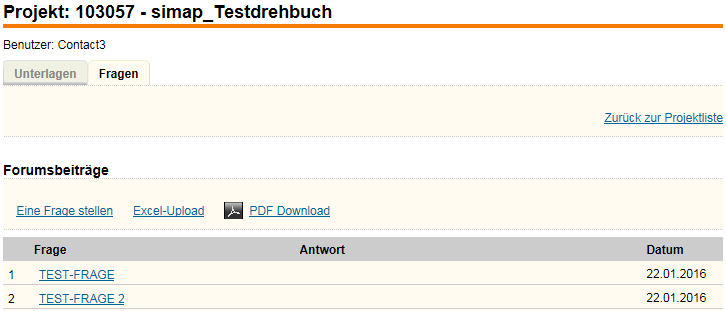 Projekt: 103057 - simap_Testdrehbuch
Benutzer: Contact3
Unterlagen Fragen
Zurück zur Projektliste
Forumsbeiträge
Eine Frage stellen Excel-Upload PDF Download
Frage Antwort Datum
1 TEST-FRAGE 22.01.2016
2 TEST-FRAGE 2 22.01.2016